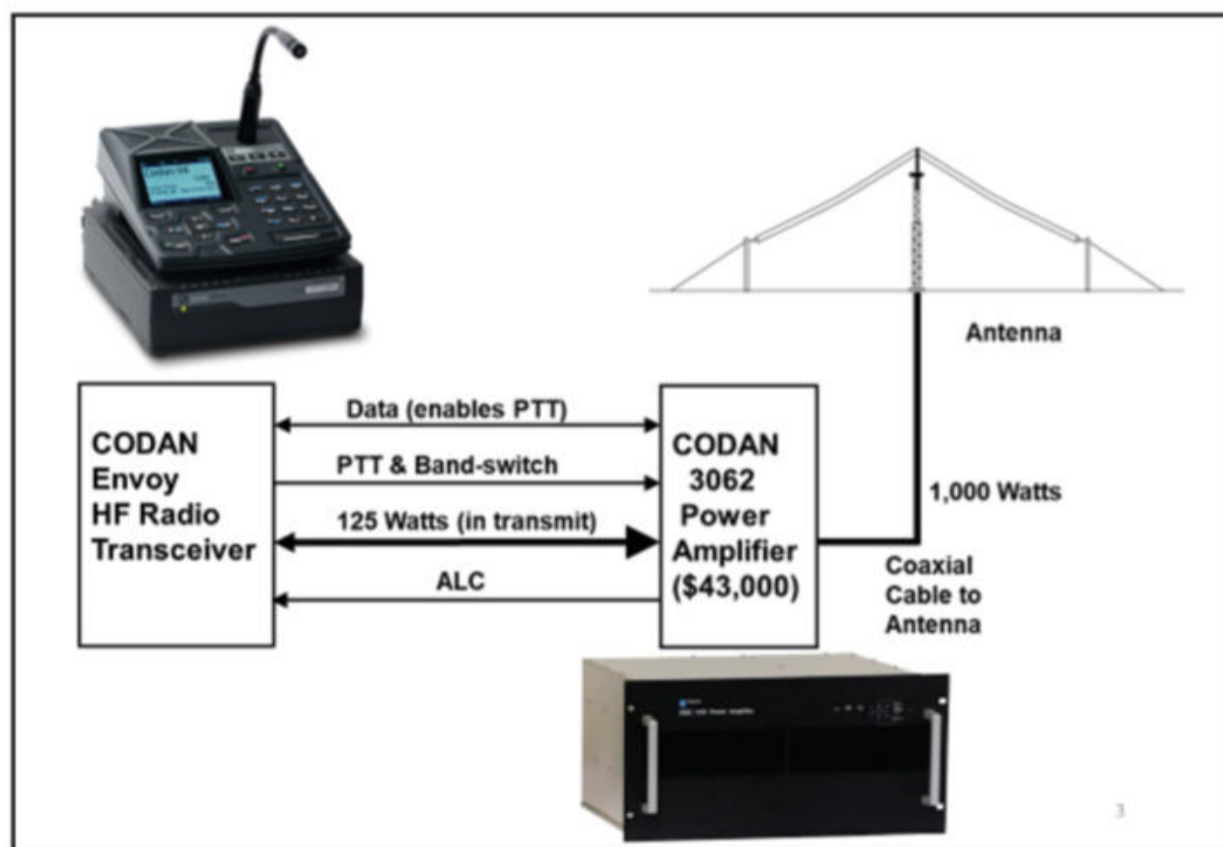 Antenna
CODAN
Envoy
HF Radio
Transceiver
Data (enables PTT)
PTT & Band-switch
125 Watts (in transmit)
ALC
CODAN
3062
Power
Amplifier
($43,000)
1,000 Watts
Coaxial
Cable to
Antenna
3